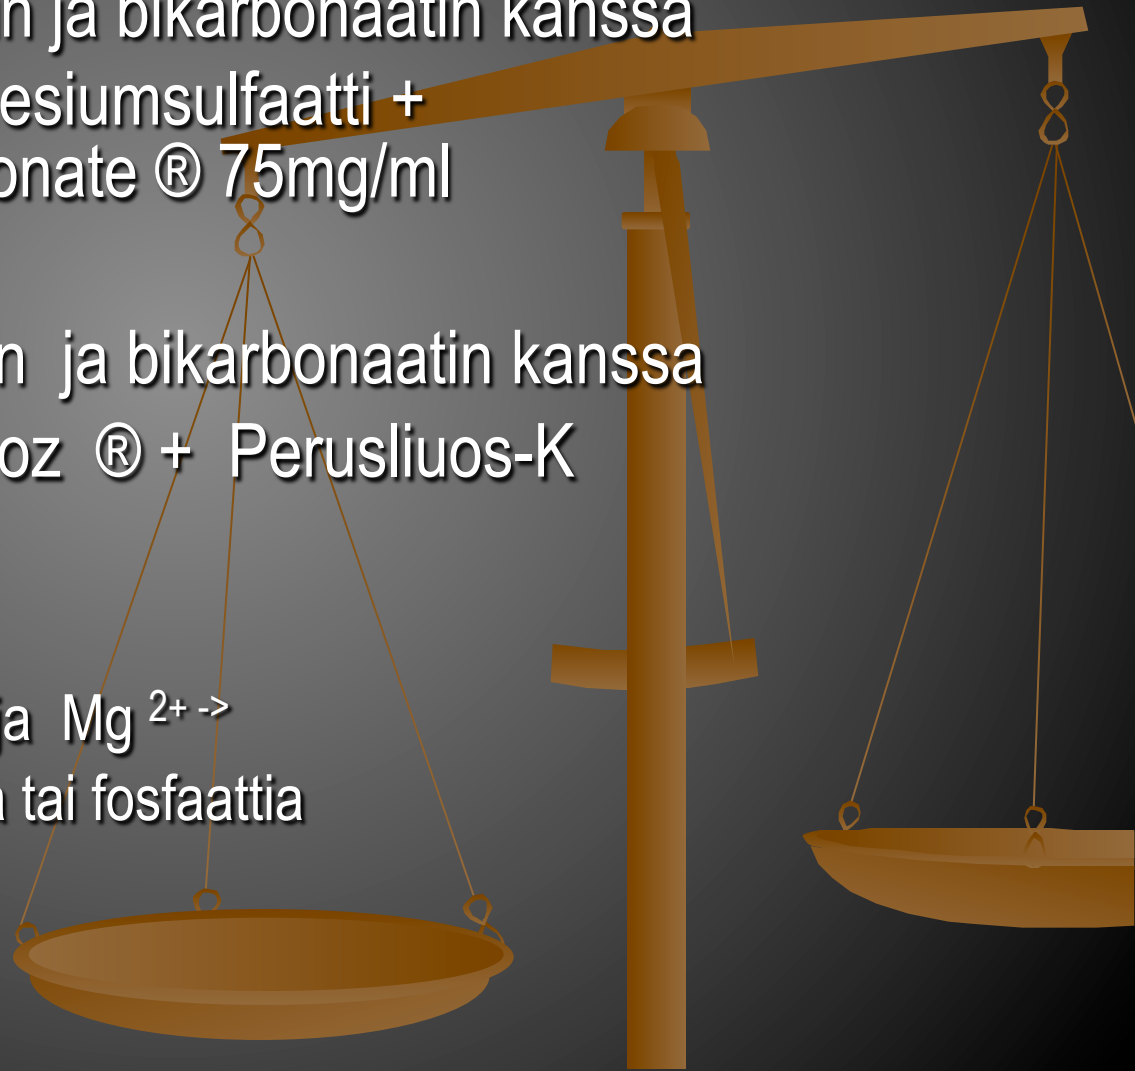 n ja bikarbonaatin kanssa
esiumsulfaatti +
onate ® 75mg/ml
n ja bikarbonaatin kanssa
oz ® + Perusliuos-K
ja Mg 2+ ->
a tai fosfaattia